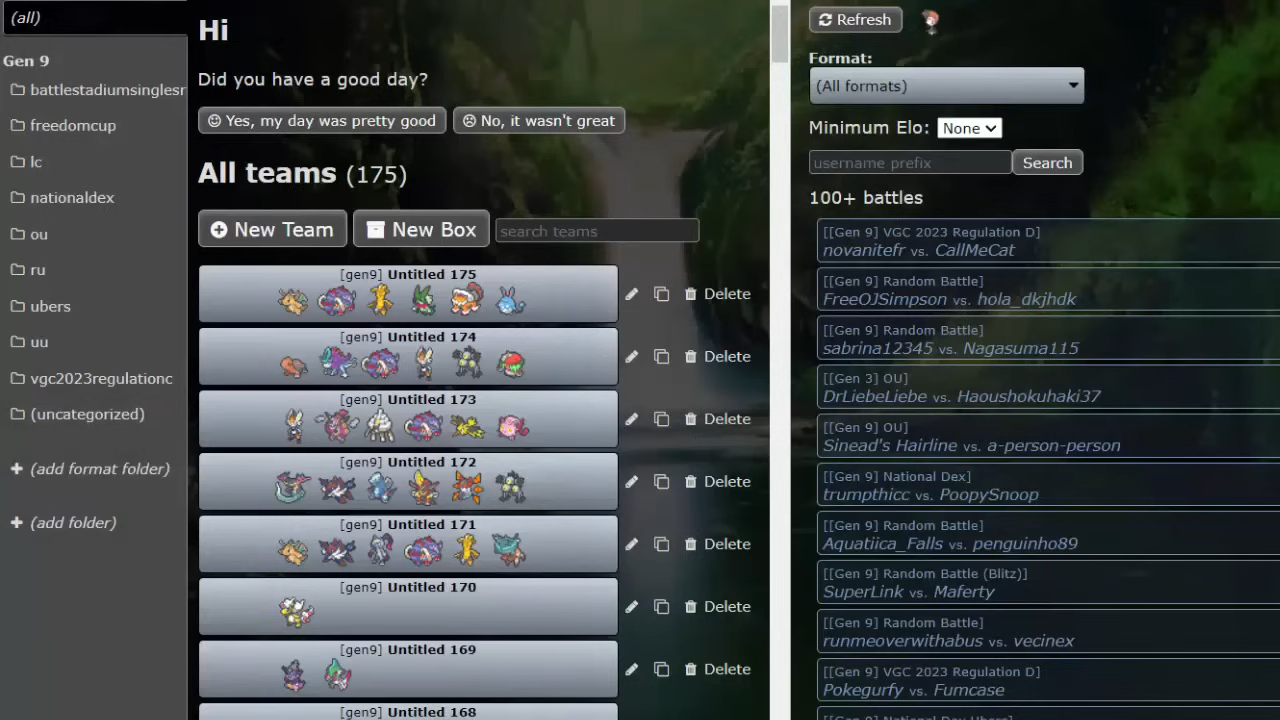 (all)
Gen 9
battlestadiumsinglesr
freedomcup
lc
nationaldex
ou
ru
ubers
uu
vgc2023regulationc
(uncategorized)
(add format folder)
(add folder)
Hi
Did you have a good day?
Yes, my day was pretty good
No, it wasn't great
All teams (175)
New Team
New Box
search teams
[gen9] Untitled 175
Delete
[gen9] Untitled 174
Delete
[gen9] Untitled 173
Delete
[gen9] Untitled 172
Delete
[gen9] Untitled 171
Delete
[gen9] Untitled 170
Delete
[gen9] Untitled 169
Delete
[gen9] Untitled 168
Refresh
Format:
(All formats)
Minimum Elo: None
username prefix
Search
100+ battles
[[Gen 9] VGC 2023 Regulation D]
novanitefr vs. CallMeCat
[[Gen 9] Random Battle]
FreeOJSimpson vs. hola_dkjhdk
[[Gen 9] Random Battle]
sabrina12345 vs. Nagasuma115
[[Gen 3] OU]
DrLiebeLiebe vs. Haoushokuhaki37
[[Gen 9] OU]
Sinead's Hairline vs. a-person-person
[[Gen 9] National Dex]
trumpthicc vs. PoopySnoop
[[Gen 9] Random Battle]
Aquatiica_Falls vs. penguinho89
[[Gen 9] Random Battle (Blitz)]
SuperLink vs. Maferty
[[Gen 9] Random Battle]
runmeoverwithabus vs. vecinex
[[Gen 9] VGC 2023 Regulation D]
Pokegurfy vs. Fumcase